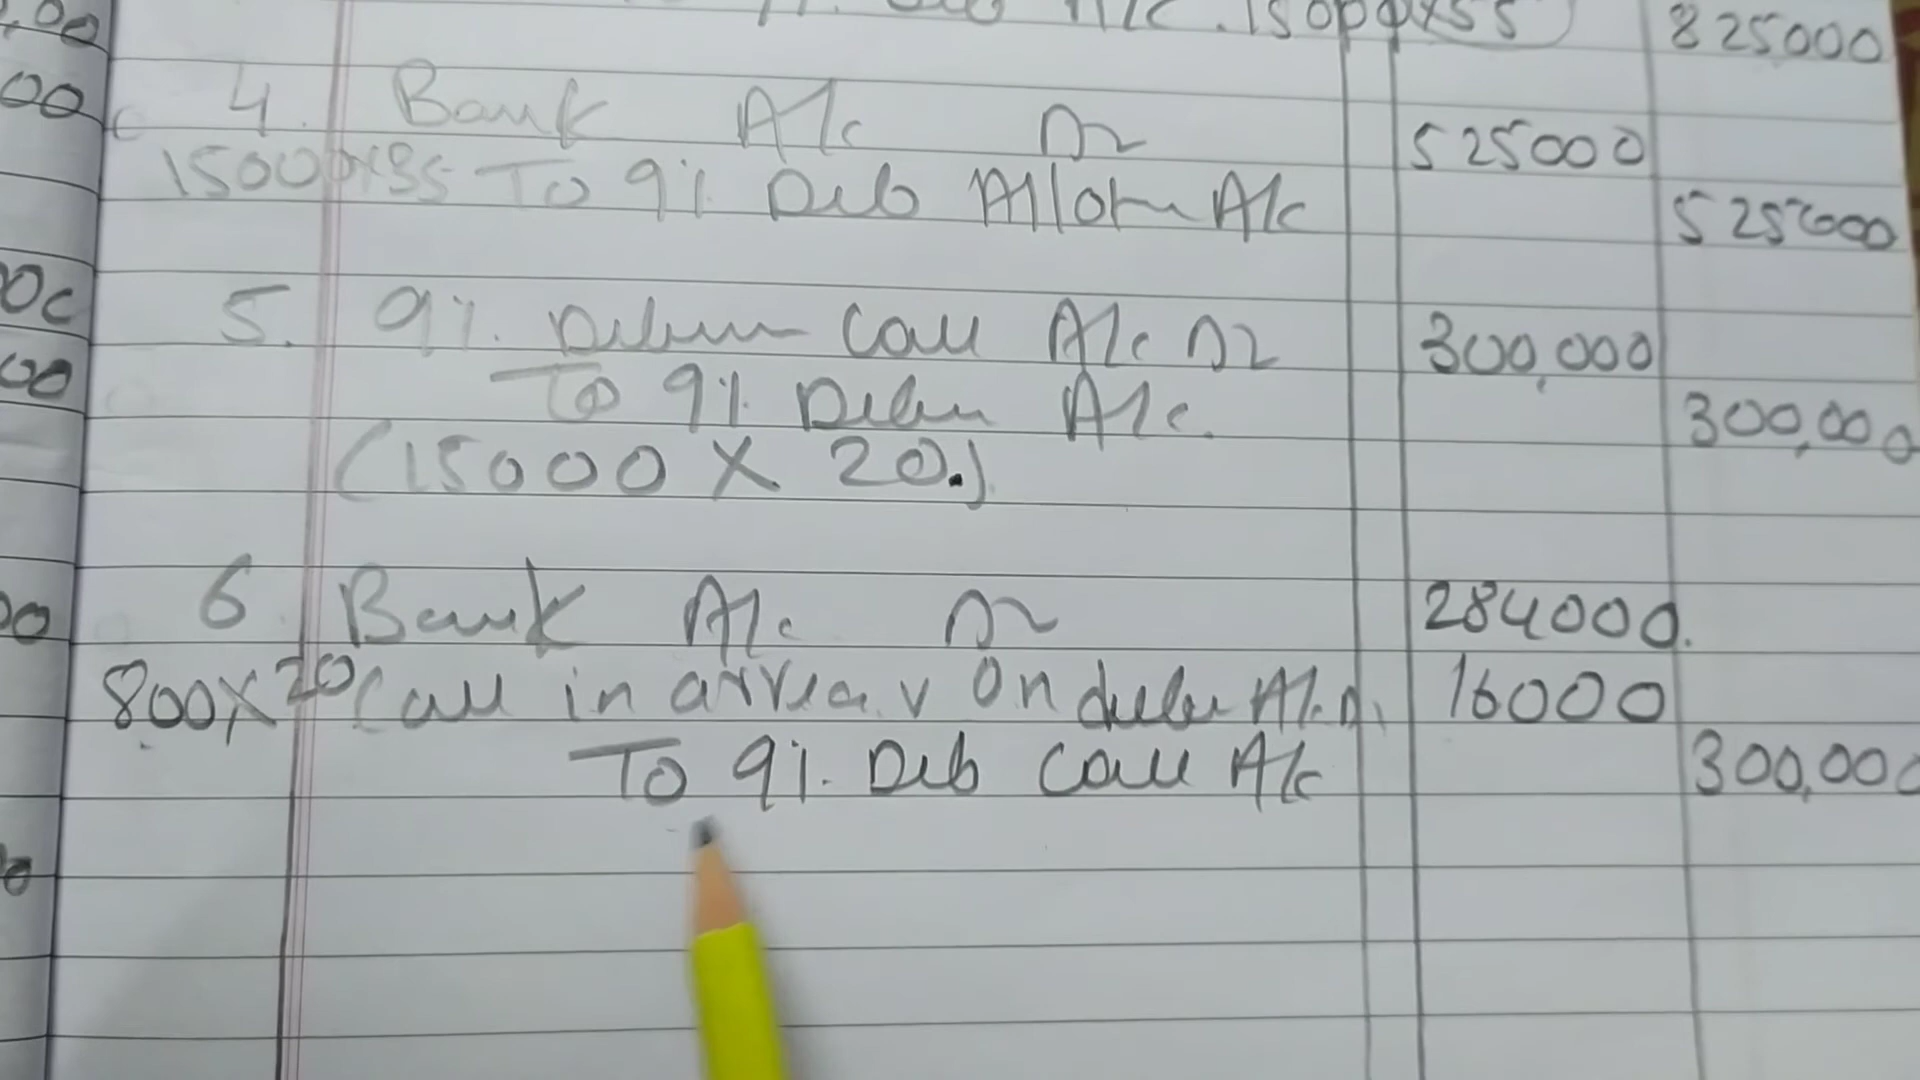 A/c. 15000x55 825000
4. Bank A/c Dr 525000
15000x35 To 9% Deb Allotm A/c 525000
5. 9%. Deben Call A/c Dr 300,000
To 9% Deben A/c. 300,000
(15000 X 20.)
6 Bank A/c Dr 284000.
800X20 Call in arrear On deben A/c D. 16000
To 9%. Deb Call A/c 300,000